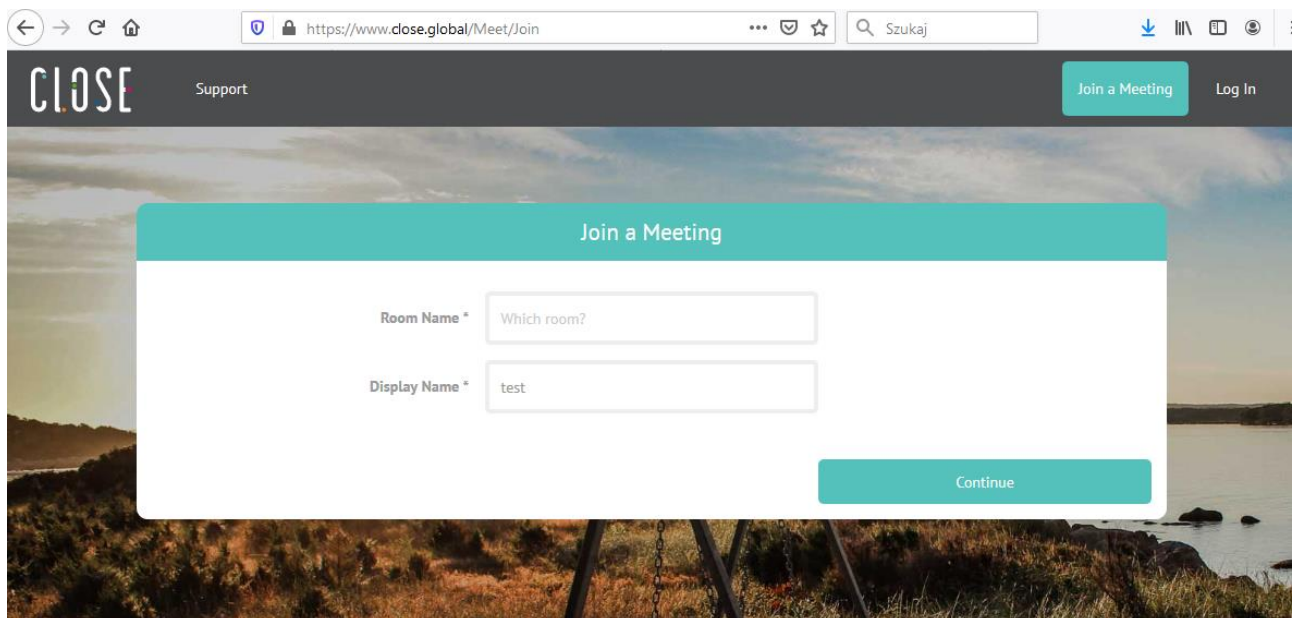 https://www.close.global/Meet/Join
Szukaj
CLOSE
Support
Join a Meeting
Log In
Join a Meeting
Room Name *
Which room?
Display Name *
test
Continue